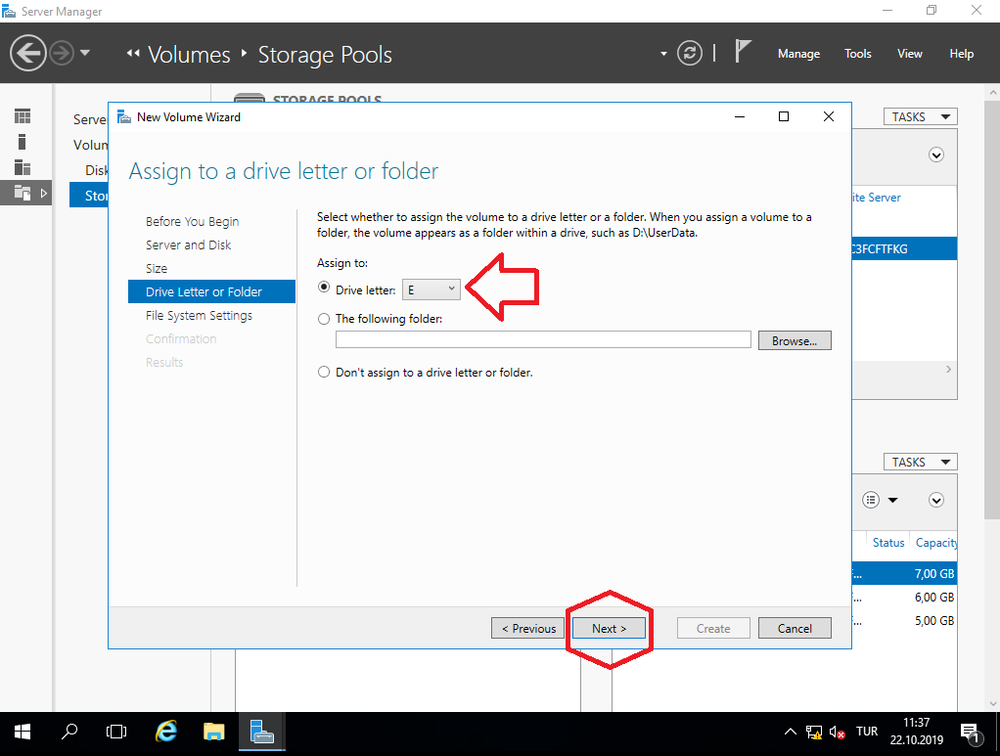 Server Manager
Volumes
Storage Pools
Manage
Tools
View
Help
STORAGE POOLS
TASKS
New Volume Wizard
Assign to a drive letter or folder
Before You Begin
Server and Disk
Size
Drive Letter or Folder
File System Settings
Confirmation
Results
Select whether to assign the volume to a drive letter or a folder. When you assign a volume to a
folder, the volume appears as a folder within a drive, such as D:\UserData.
Assign to:
Drive letter: E
The following folder:
Browse...
Don't assign to a drive letter or folder.
< Previous
Next >
Create
Cancel
Serve
Volum
Disk
Stor
ite Server
C3FCFTFKG
TASKS
Status Capacity
7,00 GB
6,00 GB
5,00 GB
TUR
11:37
22.10.2019
1